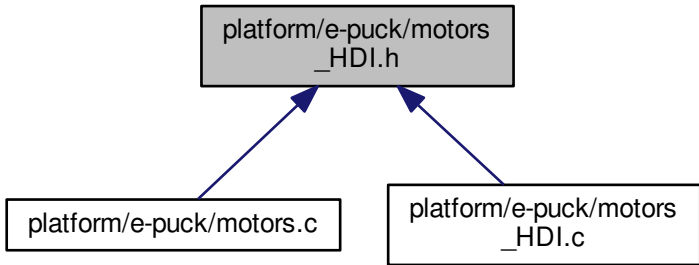 platform/e-puck/motors
_HDI.h
platform/e-puck/motors.c
platform/e-puck/motors
_HDI.c